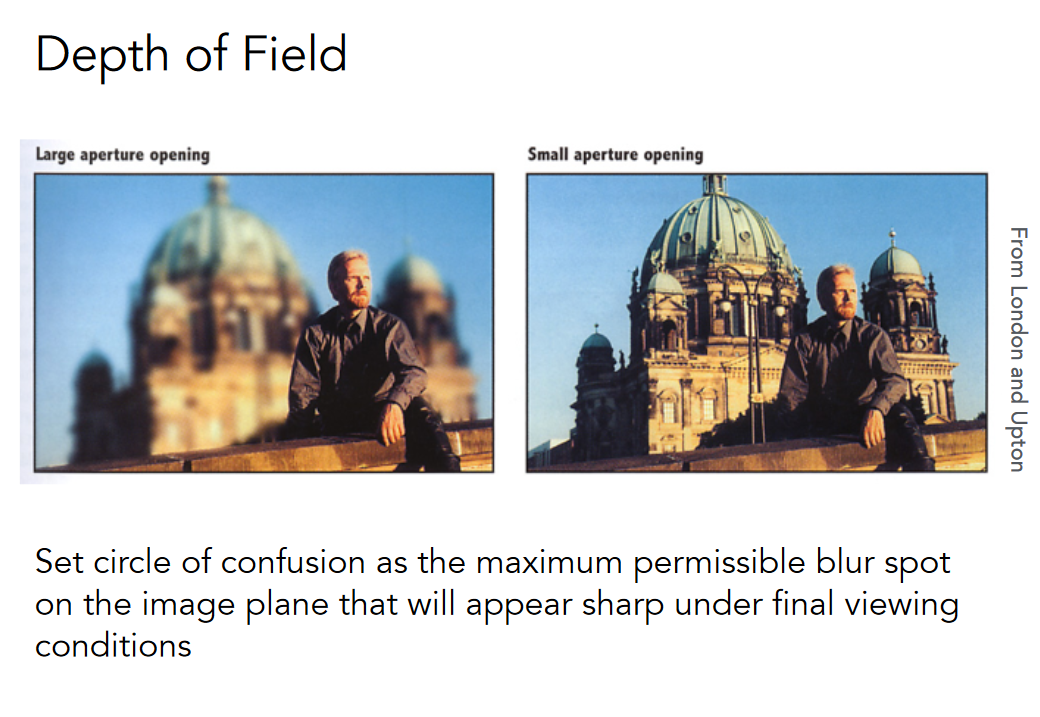 Depth of Field
Large aperture opening
Small aperture opening
From London and Upton
Set circle of confusion as the maximum permissible blur spot
on the image plane that will appear sharp under final viewing
conditions